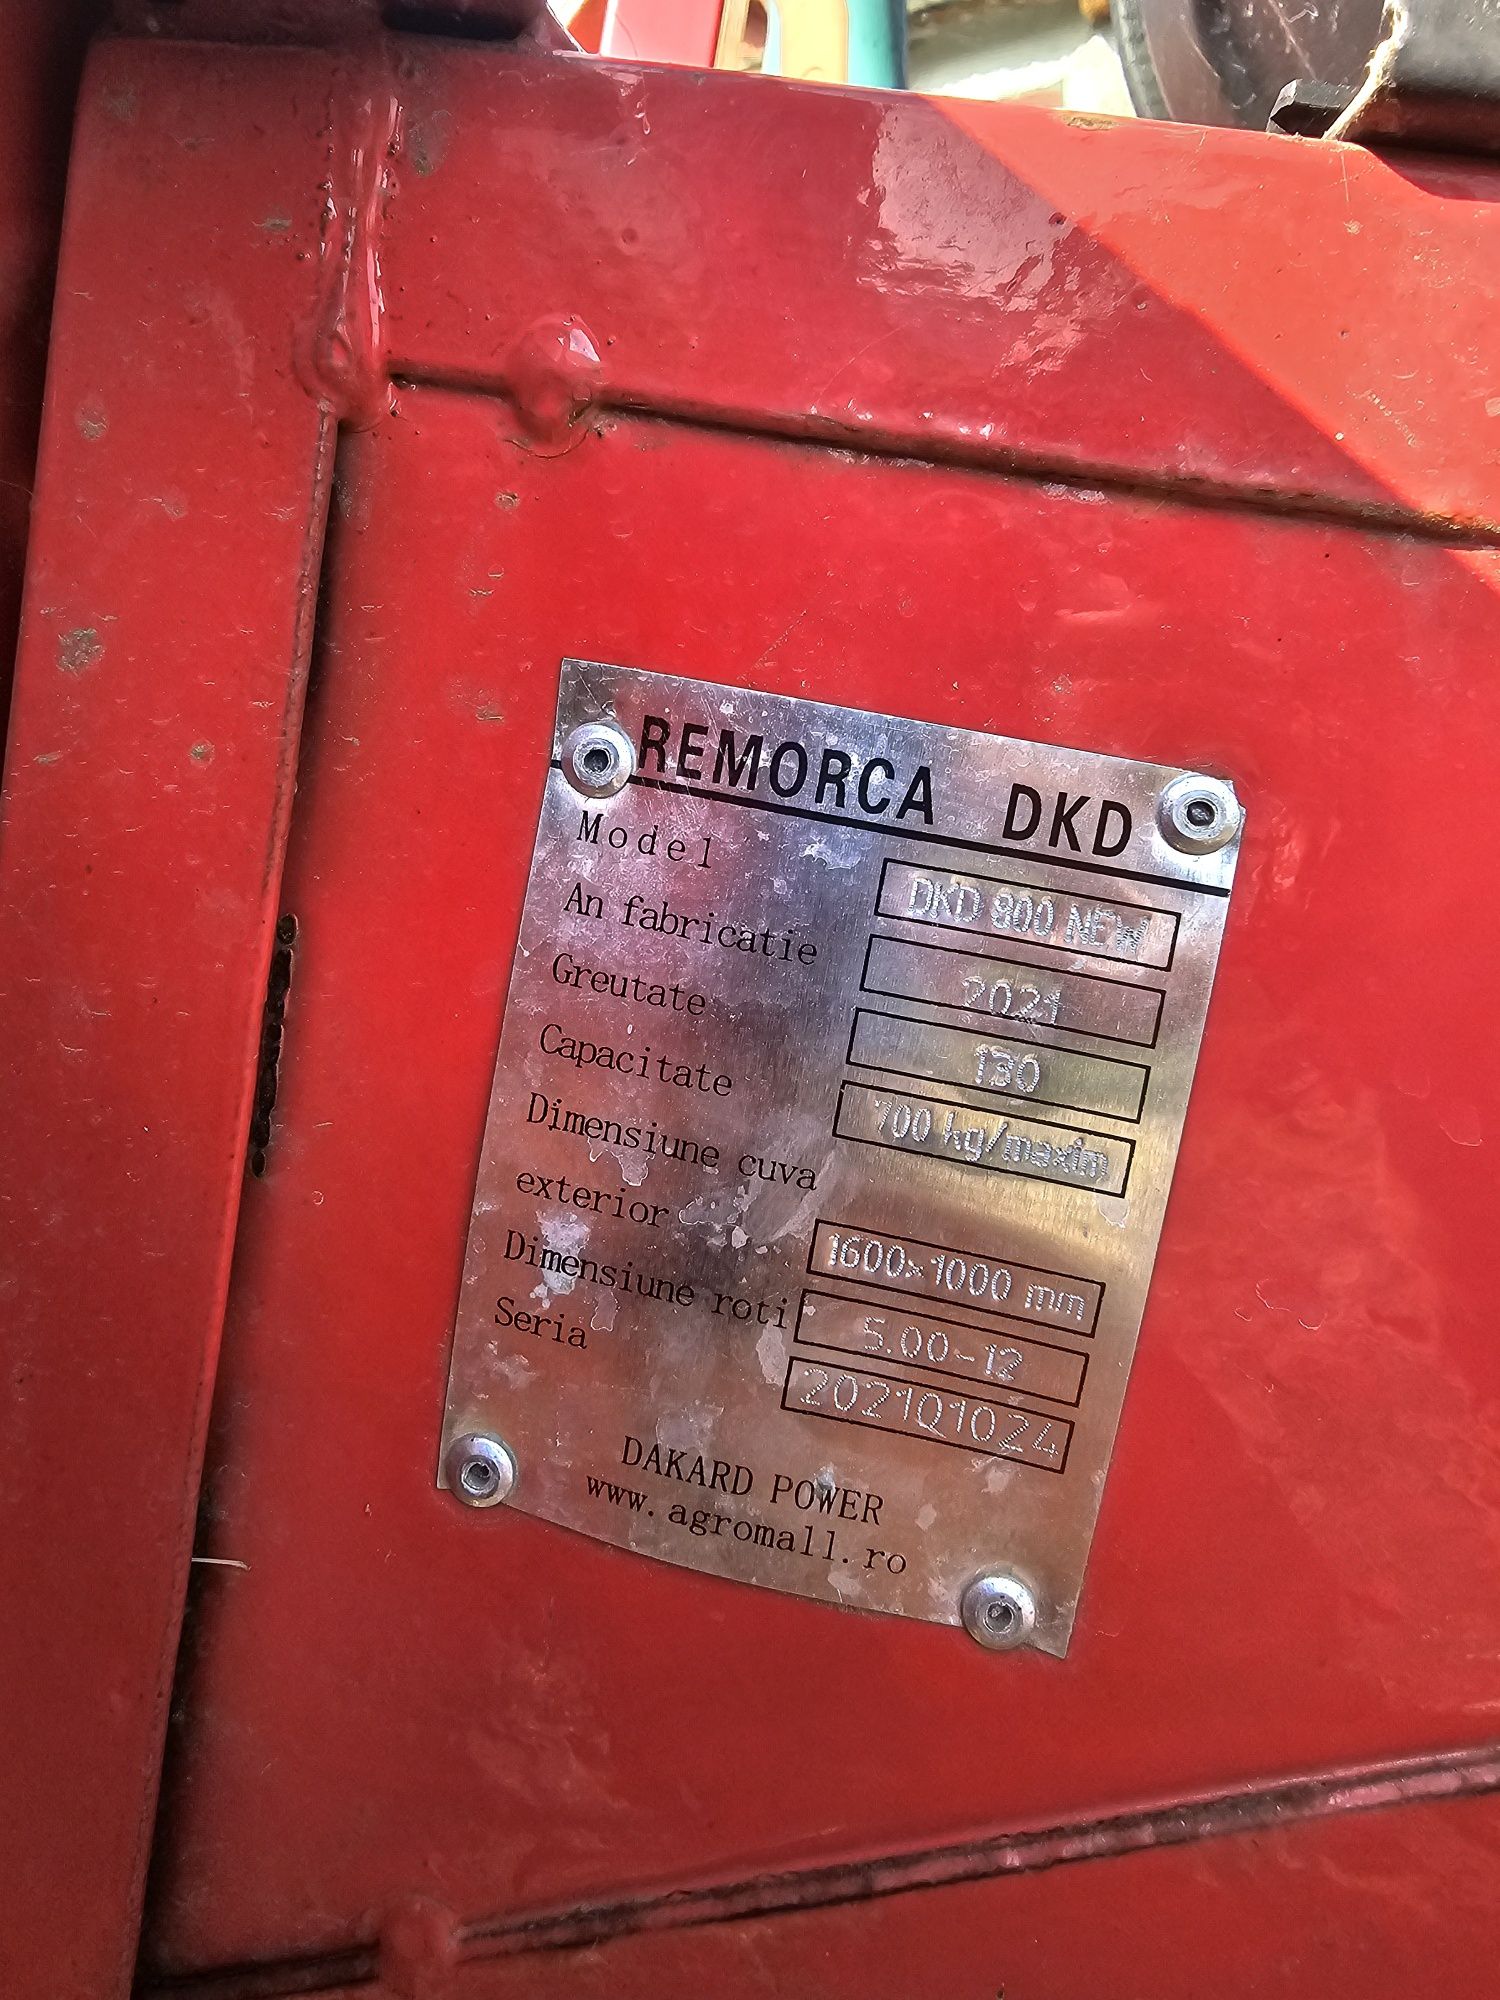 REMORCA DKD
Model DKD 800 NEW
An fabricatie 2021
Greutate 130
Capacitate 700 kg/maxim
Dimensiune cuva
exterior 1600x1000 mm
Dimensiune roti 5.00-12
Seria 2021Q1024
DAKARD POWER
www.agromall.ro